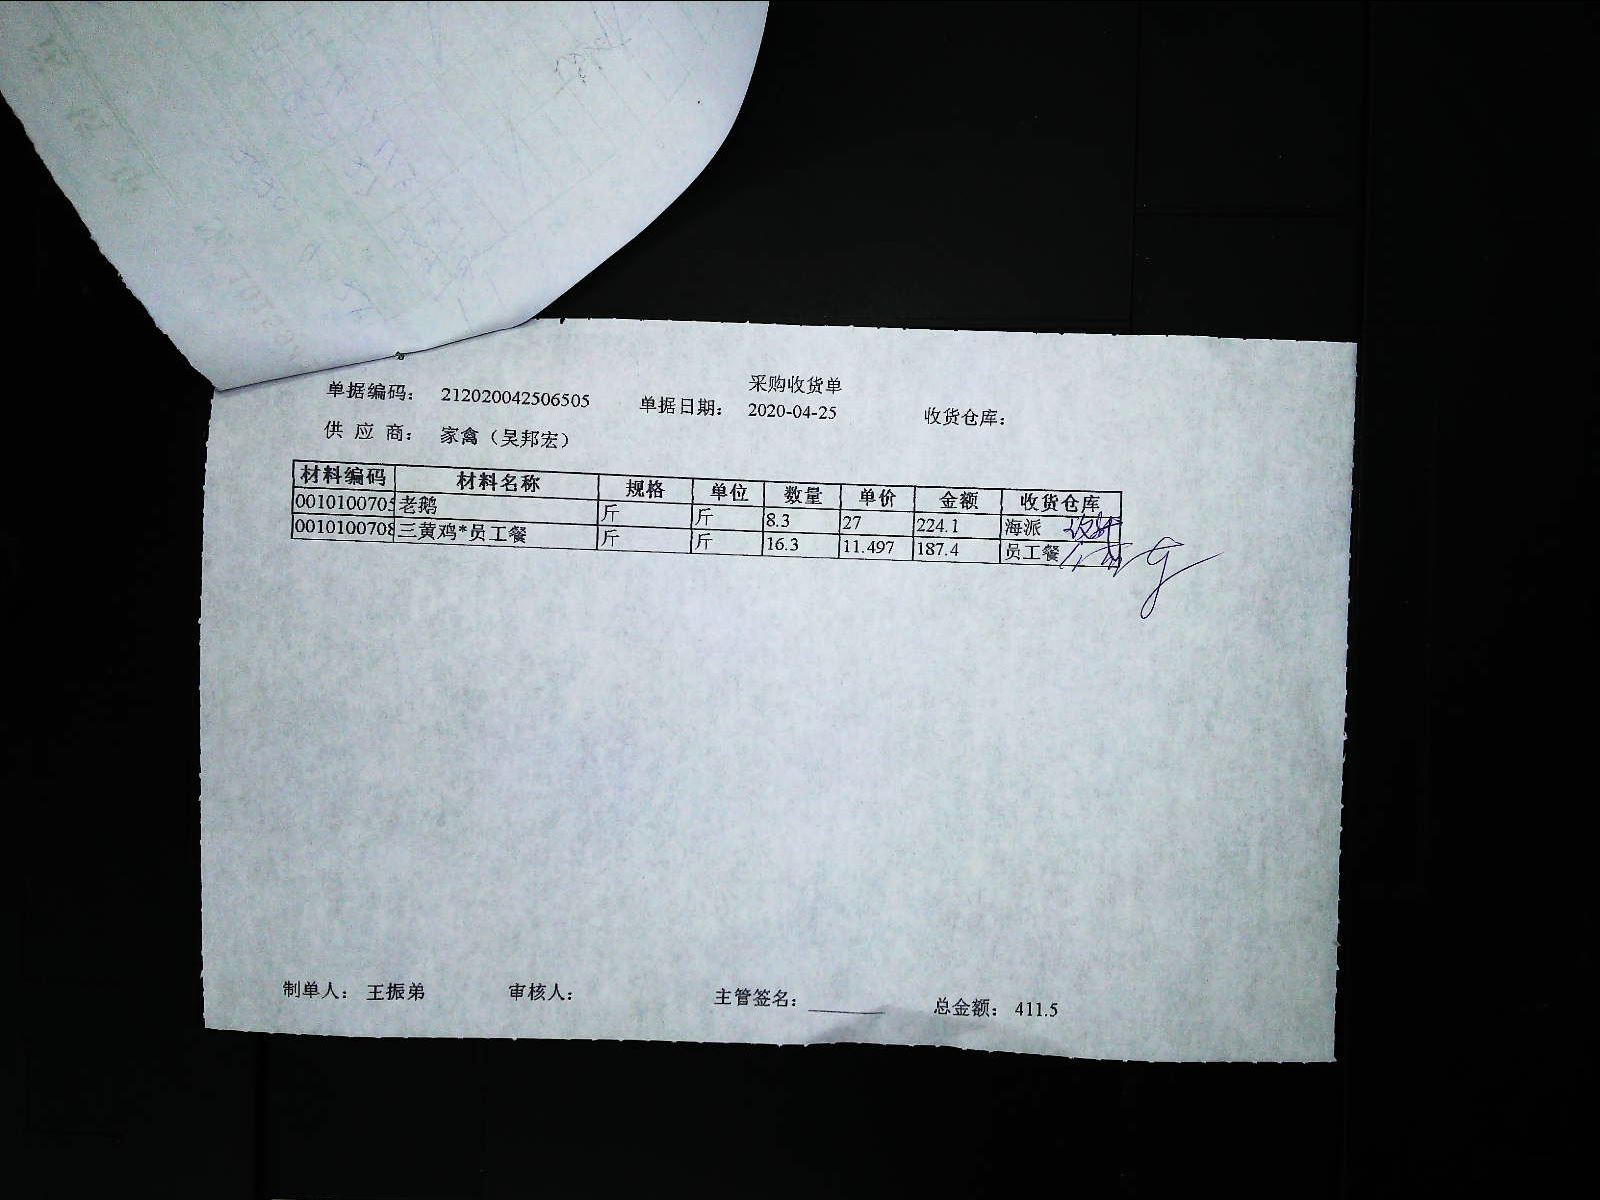 采购收货单
单据编码： 212020042506505 单据日期： 2020-04-25 收货仓库：
供 应 商： 家禽（吴邦宏）
材料编码 材料名称 规格 单位 数量 单价 金额 收货仓库
0010100705 老鹅 斤 斤 8.3 27 224.1 海派
0010100708 三黄鸡*员工餐 斤 斤 16.3 11.497 187.4 员工餐
制单人： 王振弟 审核人： 主管签名： 总金额： 411.5